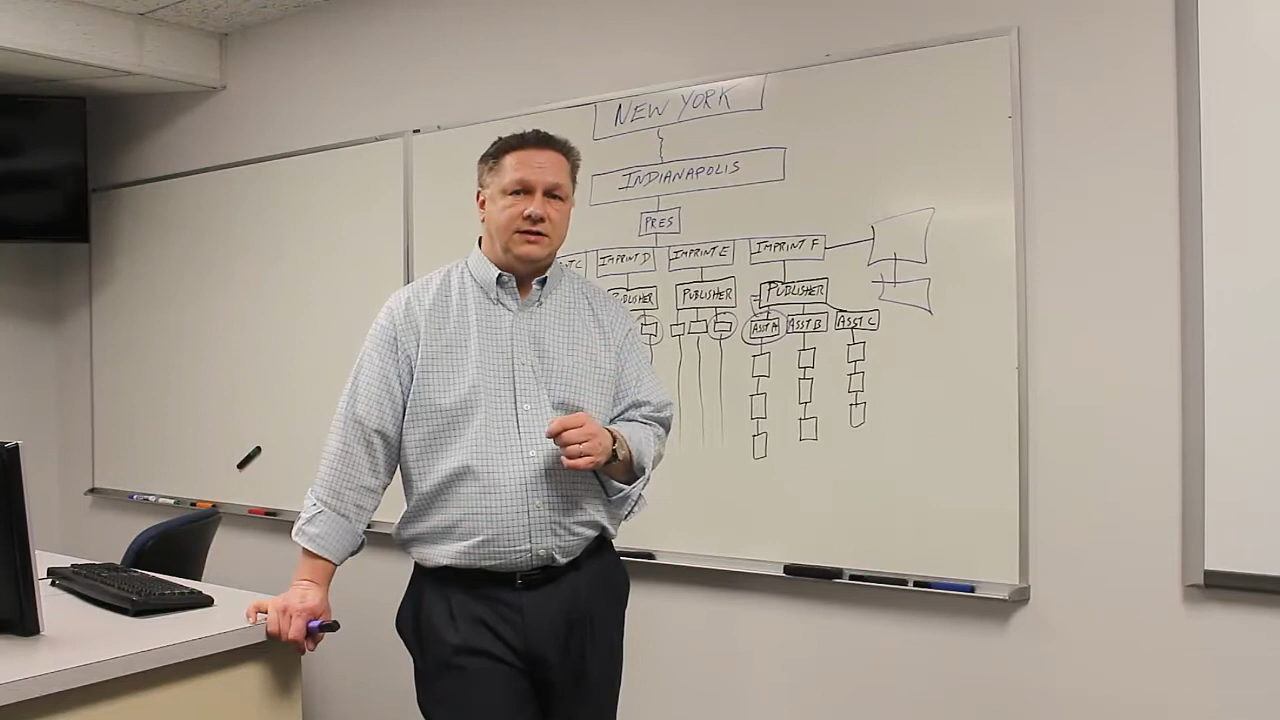 NEW YORK
INDIANAPOLIS
PRES
IMPRINT D IMPRINT E IMPRINT F
PUBLISHER PUBLISHER PUBLISHER
ASST A ASST B ASST C